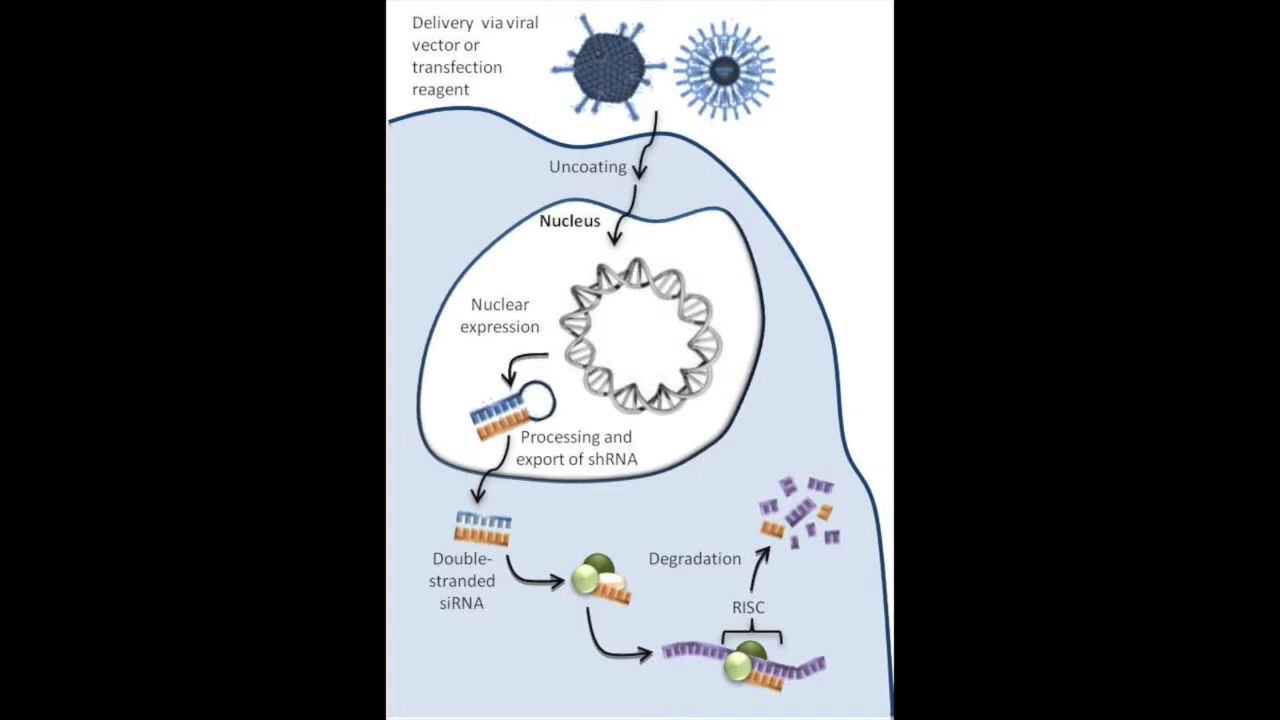 Delivery via viral
vector or
transfection
reagent
Uncoating
Nucleus
Nuclear
expression
Processing and
export of shRNA
Double-
stranded
siRNA
Degradation
RISC